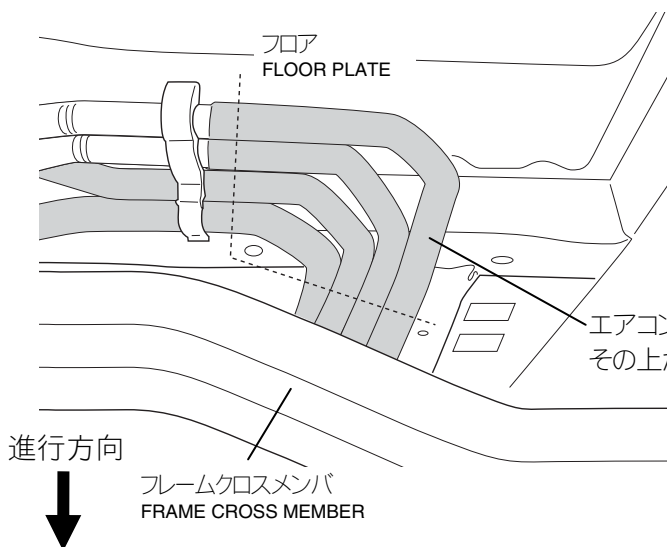 フロア
FLOOR PLATE
エアコン
その上
進行方向
フレームクロスメンバ
FRAME CROSS MEMBER